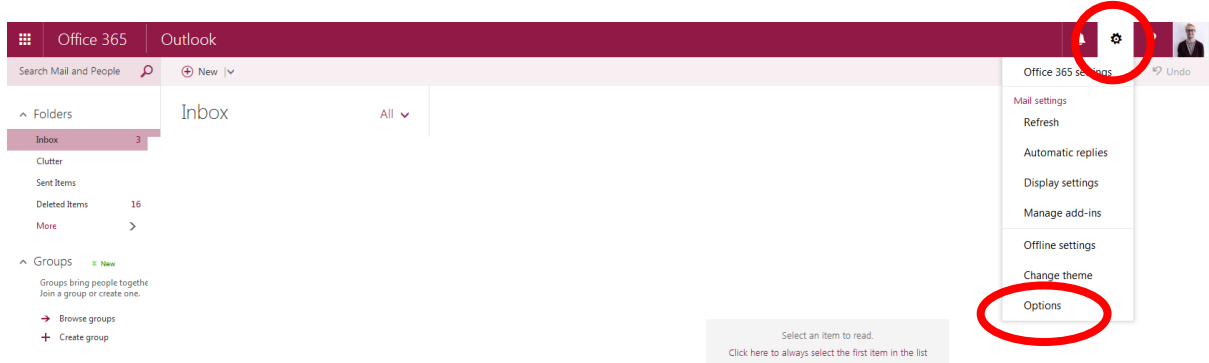 Office 365 Outlook
Search Mail and People New
Undo
Folders
Inbox 3
Clutter
Sent Items
Deleted Items 16
More
Groups New
Groups bring people togethe
Join a group or create one.
Browse groups
Create group
Inbox All
Office 365 settings
Mail settings
Refresh
Automatic replies
Display settings
Manage add-ins
Offline settings
Change theme
Options
Select an item to read.
Click here to always select the first item in the list